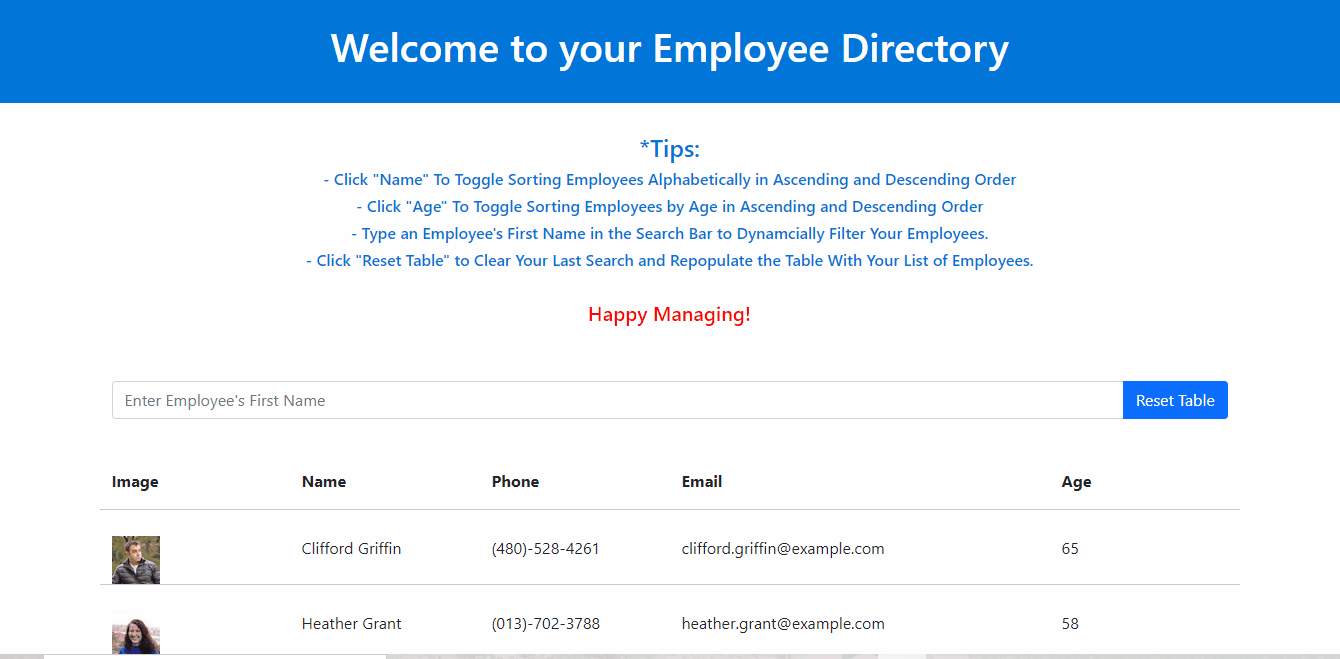 Welcome to your Employee Directory
*Tips:
- Click "Name" To Toggle Sorting Employees Alphabetically in Ascending and Descending Order
- Click "Age" To Toggle Sorting Employees by Age in Ascending and Descending Order
- Type an Employee's First Name in the Search Bar to Dynamcially Filter Your Employees.
- Click "Reset Table" to Clear Your Last Search and Repopulate the Table With Your List of Employees.
Happy Managing!
Enter Employee's First Name Reset Table
Image Name Phone Email Age
Clifford Griffin (480)-528-4261 clifford.griffin@example.com 65
Heather Grant (013)-702-3788 heather.grant@example.com 58